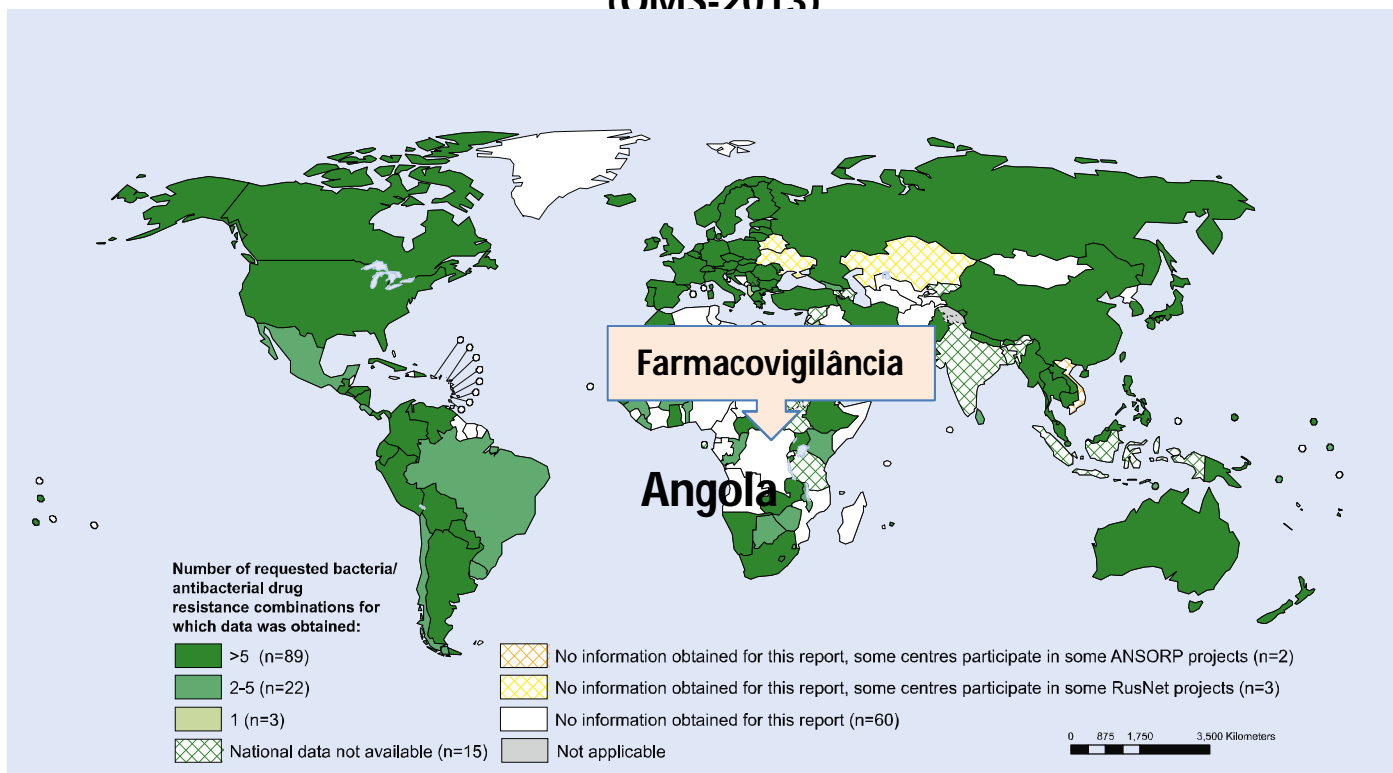 (OMS-2013)
Farmacovigilância
Angola
Number of requested bacteria/
antibacterial drug
resistance combinations for
which data was obtained:
>5 (n=89)
2-5 (n=22)
1 (n=3)
National data not available (n=15)
No information obtained for this report, some centres participate in some ANSORP projects (n=2)
No information obtained for this report, some centres participate in some RusNet projects (n=3)
No information obtained for this report (n=60)
Not applicable
0 875 1,750 3,500 Kilometers